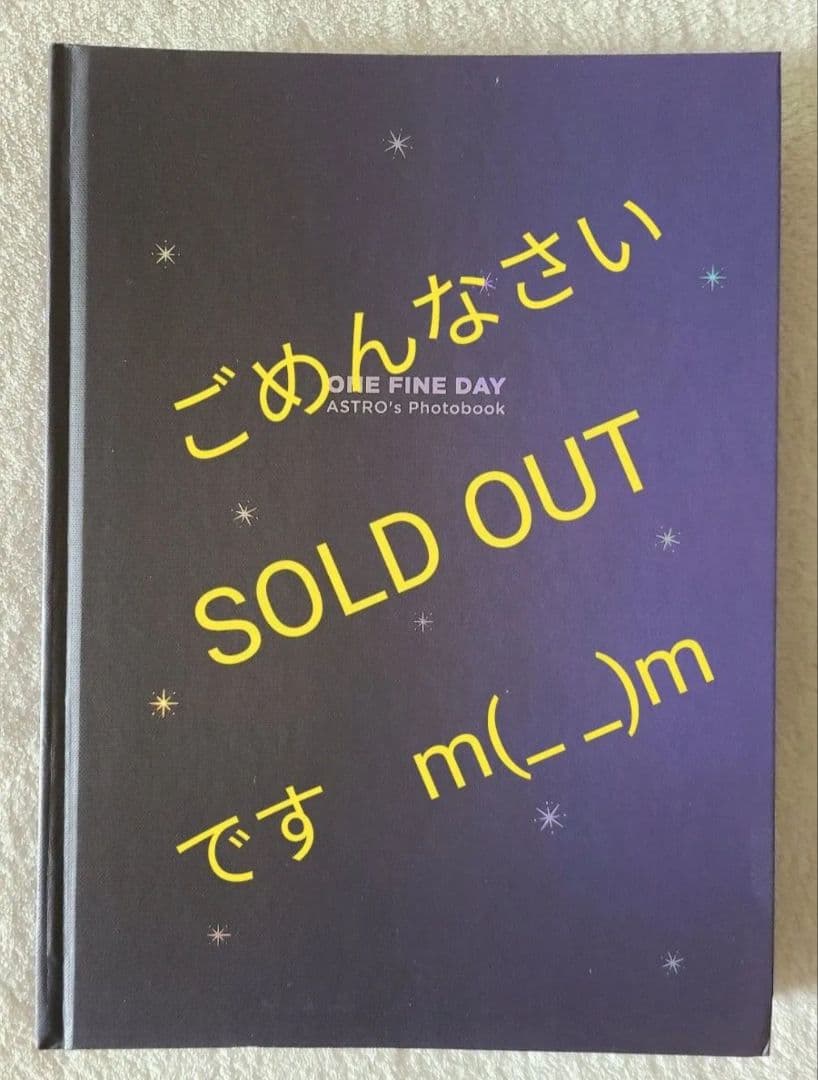 ごめんなさい
ONE FINE DAY
ASTRO's Photobook
SOLD OUT
です m(_ _)m